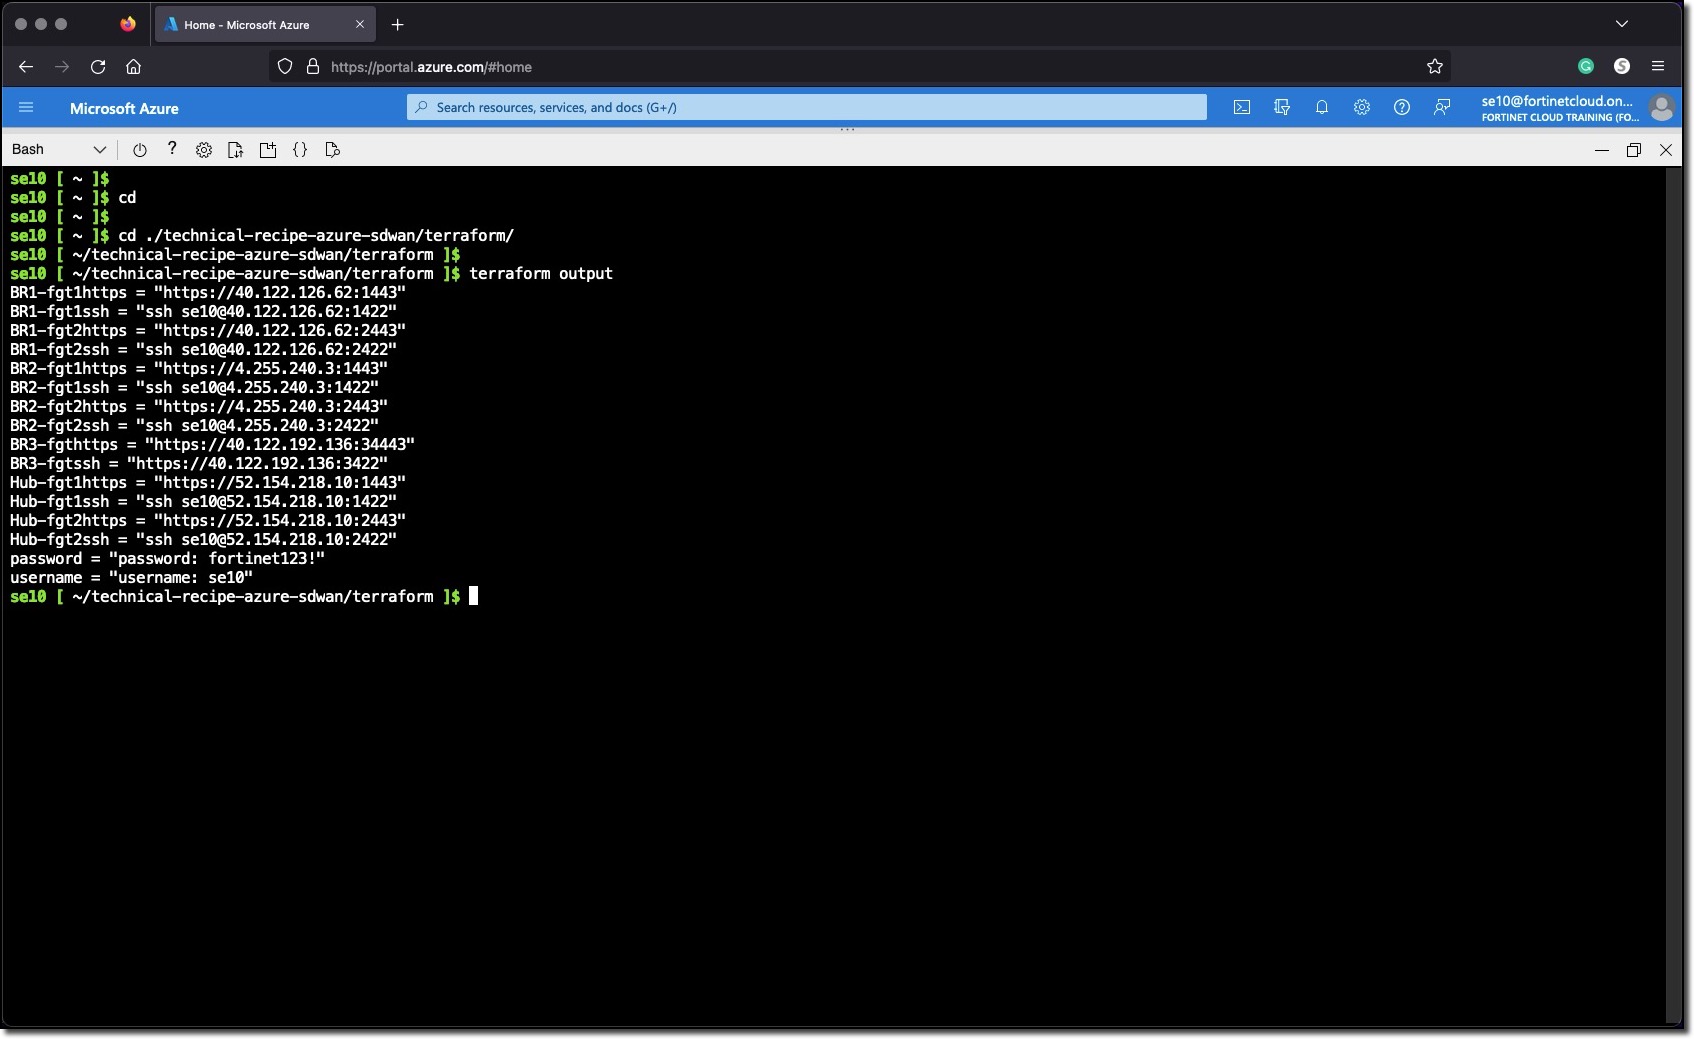 Home - Microsoft Azure
https://portal.azure.com/#home
Microsoft Azure
Search resources, services, and docs (G+/)
se10@fortinetcloud.on...
FORTINET CLOUD TRAINING (FO...
Bash
se10 [ ~ ]$
se10 [ ~ ]$ cd
se10 [ ~ ]$
se10 [ ~ ]$ cd ./technical-recipe-azure-sdwan/terraform/
se10 [ ~/technical-recipe-azure-sdwan/terraform ]$
se10 [ ~/technical-recipe-azure-sdwan/terraform ]$ terraform output
BR1-fgt1https = "https://40.122.126.62:1443"
BR1-fgt1ssh = "ssh se10@40.122.126.62:1422"
BR1-fgt2https = "https://40.122.126.62:2443"
BR1-fgt2ssh = "ssh se10@40.122.126.62:2422"
BR2-fgt1https = "https://4.255.240.3:1443"
BR2-fgt1ssh = "ssh se10@4.255.240.3:1422"
BR2-fgt2https = "https://4.255.240.3:2443"
BR2-fgt2ssh = "ssh se10@4.255.240.3:2422"
BR3-fgthttps = "https://40.122.192.136:34443"
BR3-fgtssh = "https://40.122.192.136:3422"
Hub-fgt1https = "https://52.154.218.10:1443"
Hub-fgt1ssh = "ssh se10@52.154.218.10:1422"
Hub-fgt2https = "https://52.154.218.10:2443"
Hub-fgt2ssh = "ssh se10@52.154.218.10:2422"
password = "password: fortinet123!"
username = "username: se10"
se10 [ ~/technical-recipe-azure-sdwan/terraform ]$